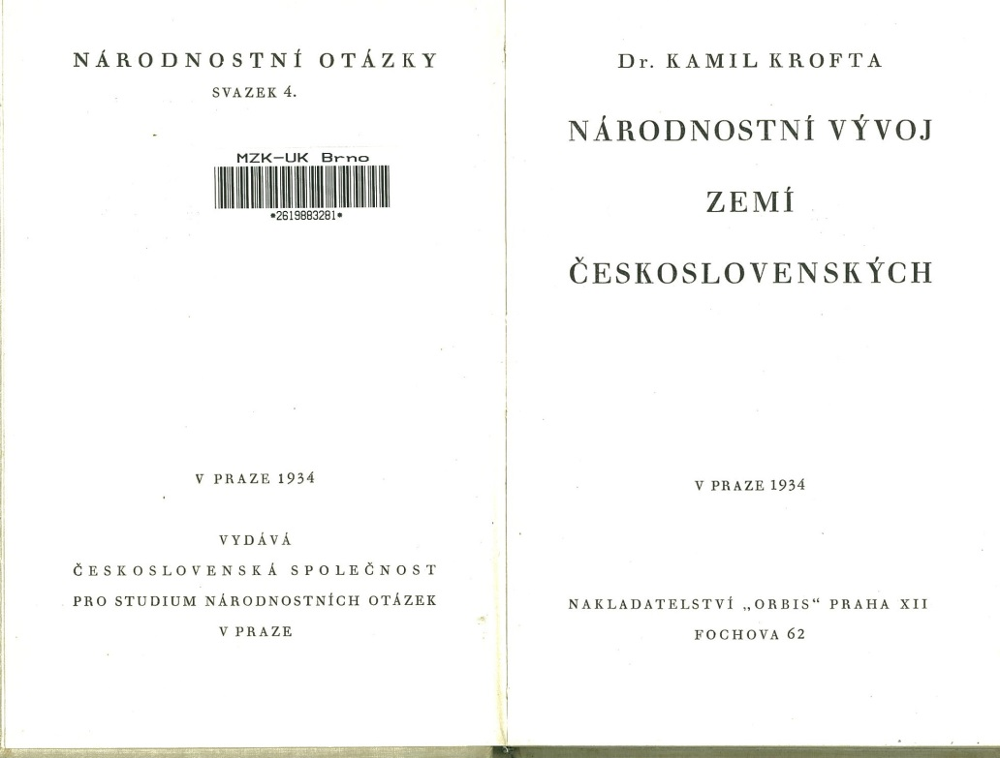 NÁRODNOSTNÍ OTÁZKY
SVAZEK 4.
MZK-UK Brno
*2619883281*
V PRAZE 1934
VYDÁVÁ
ČESKOSLOVENSKÁ SPOLEČNOST
PRO STUDIUM NÁRODNOSTNÍCH OTÁZEK
V PRAZE
Dr. KAMIL KROFTA
NÁRODNOSTNÍ VÝVOJ
ZEMÍ
ČESKOSLOVENSKÝCH
V PRAZE 1934
NAKLADATELSTVÍ „ORBIS“ PRAHA XII
FOCHOVA 62